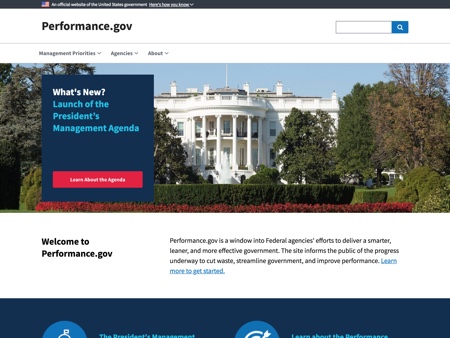 An official website of the United States government Here's how you know
Performance.gov
Management Priorities Agencies About
What's New?
Launch of the
President's
Management Agenda
Learn About the Agenda
Welcome to
Performance.gov
Performance.gov is a window into Federal agencies' efforts to deliver a smarter,
leaner, and more effective government. The site informs the public of the progress
underway to cut waste, streamline government, and improve performance. Learn
more to get started.
The President's Management
Learn about the Performance